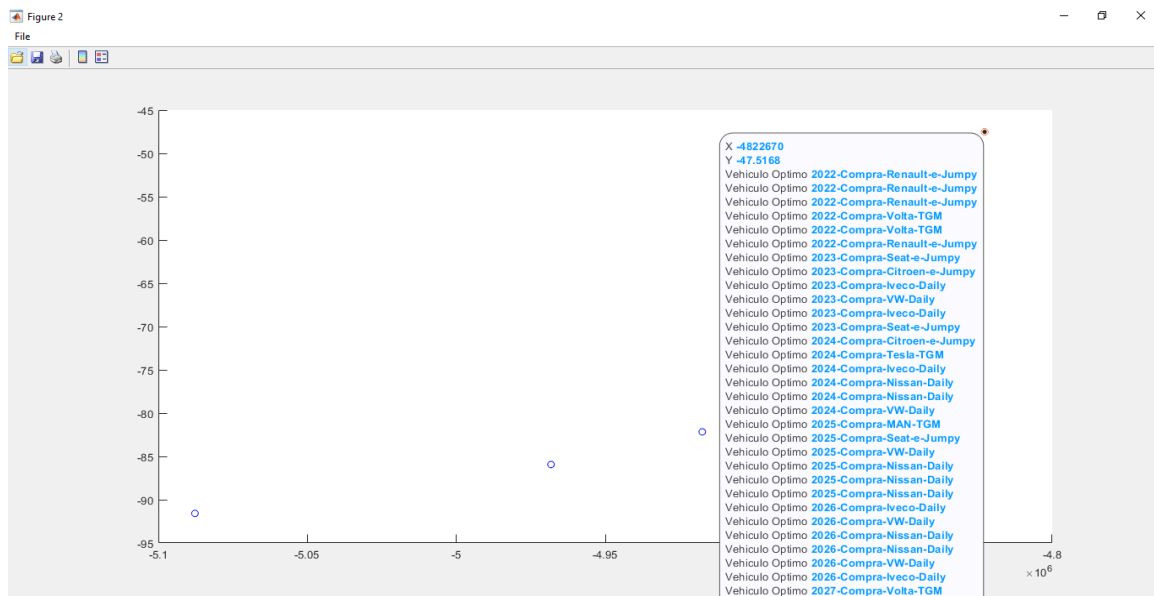 Figure 2
File
-45
-50
-55
-60
-65
-70
-75
-80
-85
-90
-95
-5.1
-5.05
-5
-4.95
-4.8
×10^6
X -4822670
Y -47.5168
Vehiculo Optimo 2022-Compra-Renault-e-Jumpy
Vehiculo Optimo 2022-Compra-Renault-e-Jumpy
Vehiculo Optimo 2022-Compra-Renault-e-Jumpy
Vehiculo Optimo 2022-Compra-Volta-TGM
Vehiculo Optimo 2022-Compra-Volta-TGM
Vehiculo Optimo 2022-Compra-Renault-e-Jumpy
Vehiculo Optimo 2023-Compra-Seat-e-Jumpy
Vehiculo Optimo 2023-Compra-Citroen-e-Jumpy
Vehiculo Optimo 2023-Compra-Iveco-Daily
Vehiculo Optimo 2023-Compra-VW-Daily
Vehiculo Optimo 2023-Compra-Iveco-Daily
Vehiculo Optimo 2023-Compra-Seat-e-Jumpy
Vehiculo Optimo 2024-Compra-Citroen-e-Jumpy
Vehiculo Optimo 2024-Compra-Tesla-TGM
Vehiculo Optimo 2024-Compra-Iveco-Daily
Vehiculo Optimo 2024-Compra-Nissan-Daily
Vehiculo Optimo 2024-Compra-Nissan-Daily
Vehiculo Optimo 2024-Compra-VW-Daily
Vehiculo Optimo 2025-Compra-MAN-TGM
Vehiculo Optimo 2025-Compra-Seat-e-Jumpy
Vehiculo Optimo 2025-Compra-VW-Daily
Vehiculo Optimo 2025-Compra-Nissan-Daily
Vehiculo Optimo 2025-Compra-Nissan-Daily
Vehiculo Optimo 2025-Compra-Nissan-Daily
Vehiculo Optimo 2026-Compra-Iveco-Daily
Vehiculo Optimo 2026-Compra-VW-Daily
Vehiculo Optimo 2026-Compra-Nissan-Daily
Vehiculo Optimo 2026-Compra-Nissan-Daily
Vehiculo Optimo 2026-Compra-VW-Daily
Vehiculo Optimo 2026-Compra-Iveco-Daily
Vehiculo Optimo 2027-Compra-Volta-TGM